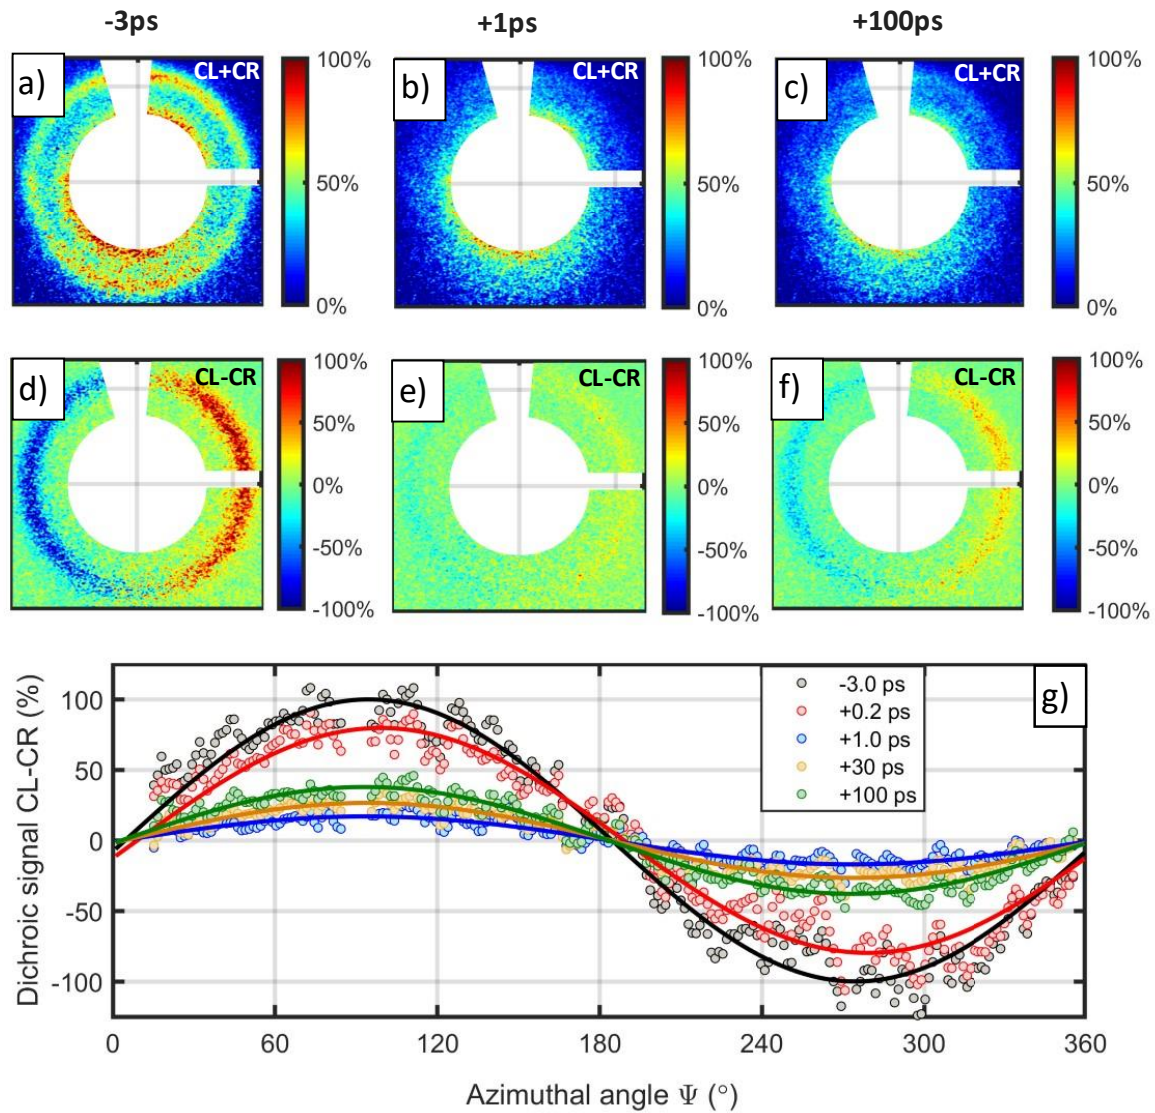 -3ps +1ps +100ps
a) CL+CR 100% 50% 0%
b) CL+CR 100% 50% 0%
c) CL+CR 100% 50% 0%
d) CL-CR 100% 50% 0% -50% -100%
e) 100% 50% 0% -50% -100%
f) CL-CR 100% 50% 0% -50% -100%
g)
Dichroic signal CL-CR (%)
100
50
0
-50
-100
-3.0 ps
+0.2 ps
+1.0 ps
+30 ps
+100 ps
0 60 120 180 240 300 360
Azimuthal angle Ψ (°)